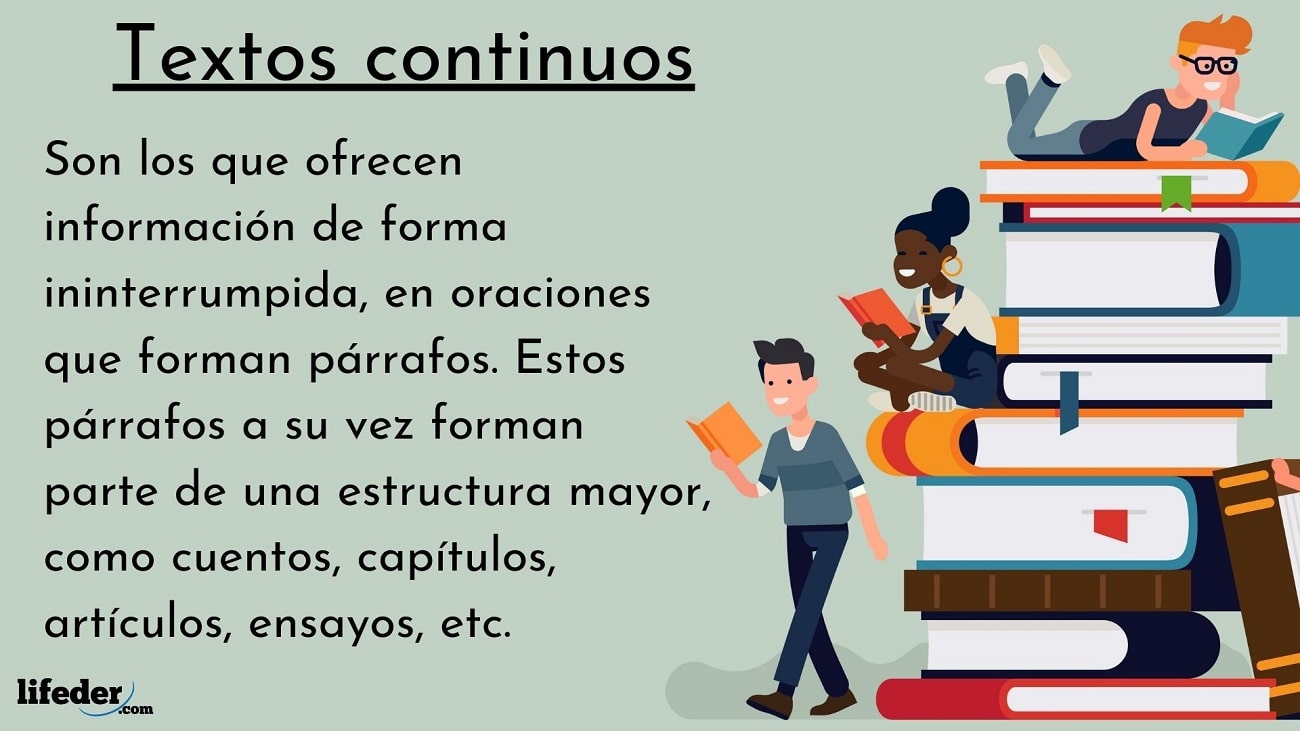 Textos continuos
Son los que ofrecen
información de forma
ininterrumpida, en oraciones
que forman párrafos. Estos
párrafos a su vez forman
parte de una estructura mayor,
como cuentos, capítulos,
artículos, ensayos, etc.
lifeder.com